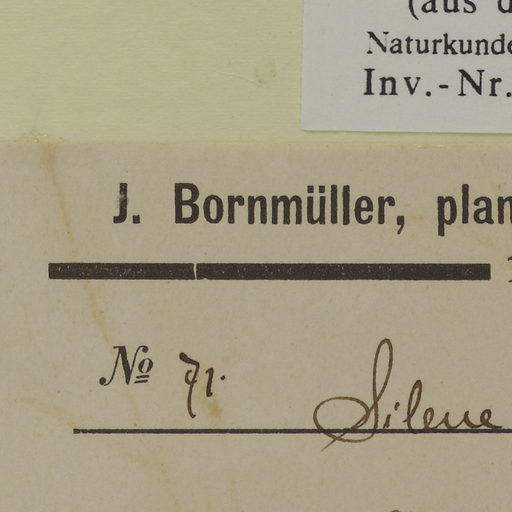 (aus
Naturkunde
Inv.-Nr.
J. Bornmüller, plan
No 71.
Silene